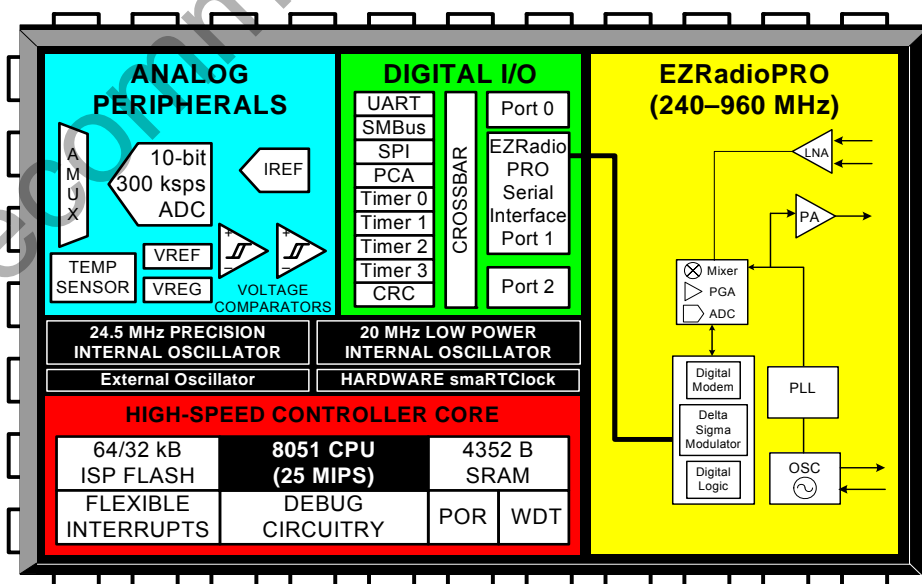 ecomm
ANALOG
PERIPHERALS
AMUX
10-bit
300 ksps
ADC
IREF
TEMP
SENSOR
VREF
VREG
+
–
+
–
VOLTAGE
COMPARATORS
DIGITAL I/O
UART
SMBus
SPI
PCA
Timer 0
Timer 1
Timer 2
Timer 3
CRC
CROSSBAR
Port 0
EZRadio
PRO
Serial
Interface
Port 1
Port 2
EZRadioPRO
(240–960 MHz)
LNA
PA
Mixer
PGA
ADC
Digital
Modem
Delta
Sigma
Modulator
Digital
Logic
PLL
OSC
24.5 MHz PRECISION
INTERNAL OSCILLATOR
20 MHz LOW POWER
INTERNAL OSCILLATOR
External Oscillator
HARDWARE smaRTClock
HIGH-SPEED CONTROLLER CORE
64/32 kB
ISP FLASH
8051 CPU
(25 MIPS)
4352 B
SRAM
FLEXIBLE
INTERRUPTS
DEBUG
CIRCUITRY
POR
WDT